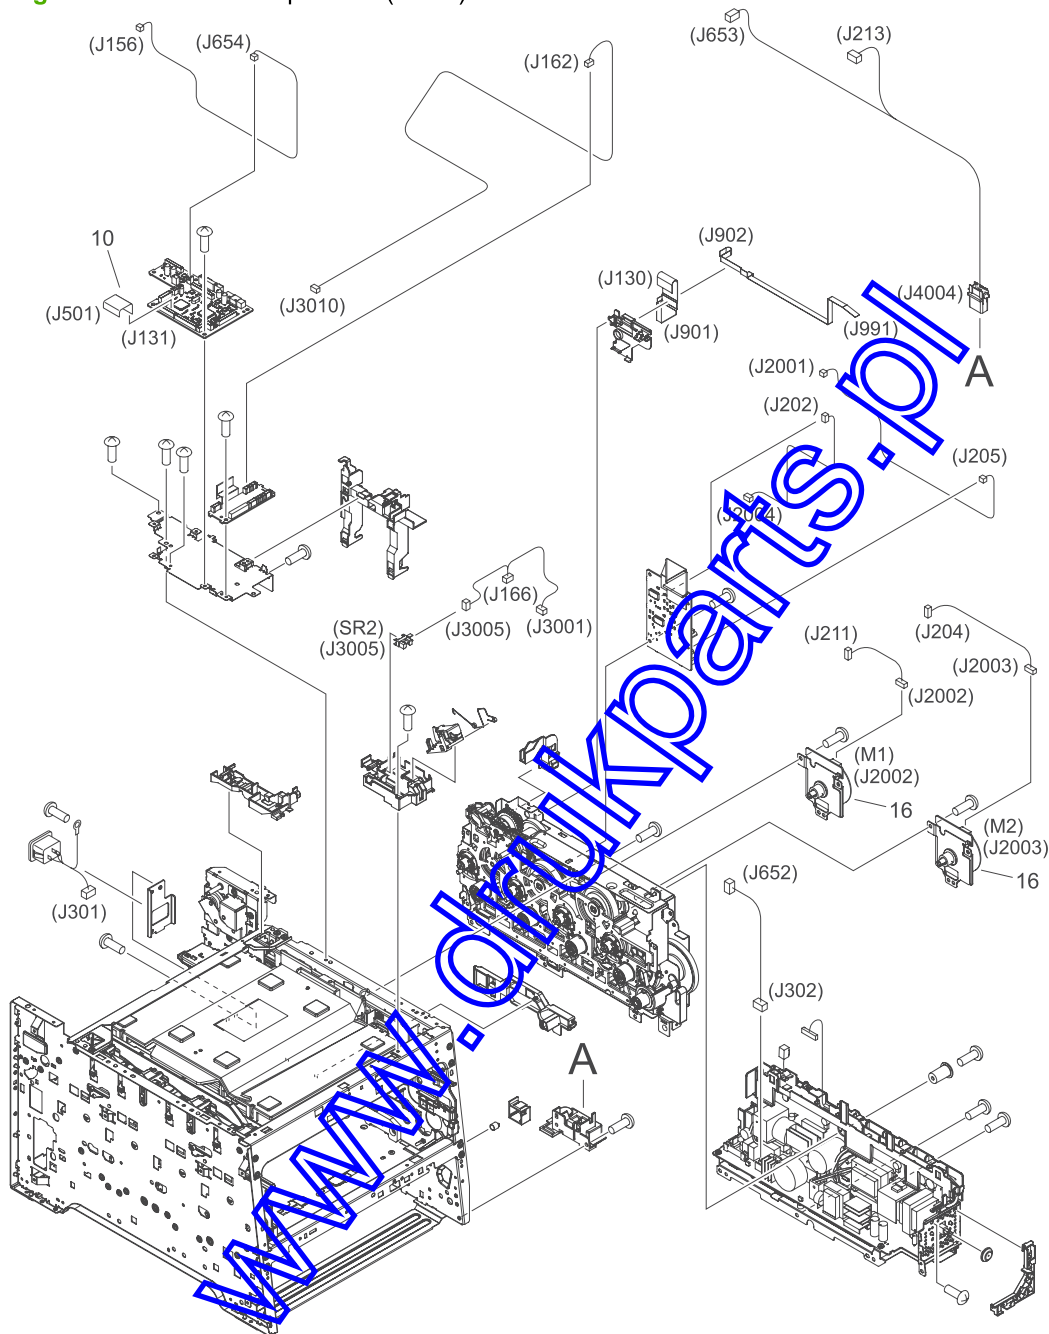 (J156)
(J654)
(J162)
(J653)
(J213)
10
(J501)
(J131)
(J3010)
(J902)
(J130)
(J901)
(J4004)
(J991)
A
(J2001)
(J202)
(J205)
(J2004)
(J166)
(J3005)
(J3001)
(SR2)
(J3005)
(J211)
(J204)
(J2002)
(J2003)
(M1)
(J2002)
16
(M2)
(J2003)
16
(J652)
(J301)
(J302)
A
www.drukparts.pl